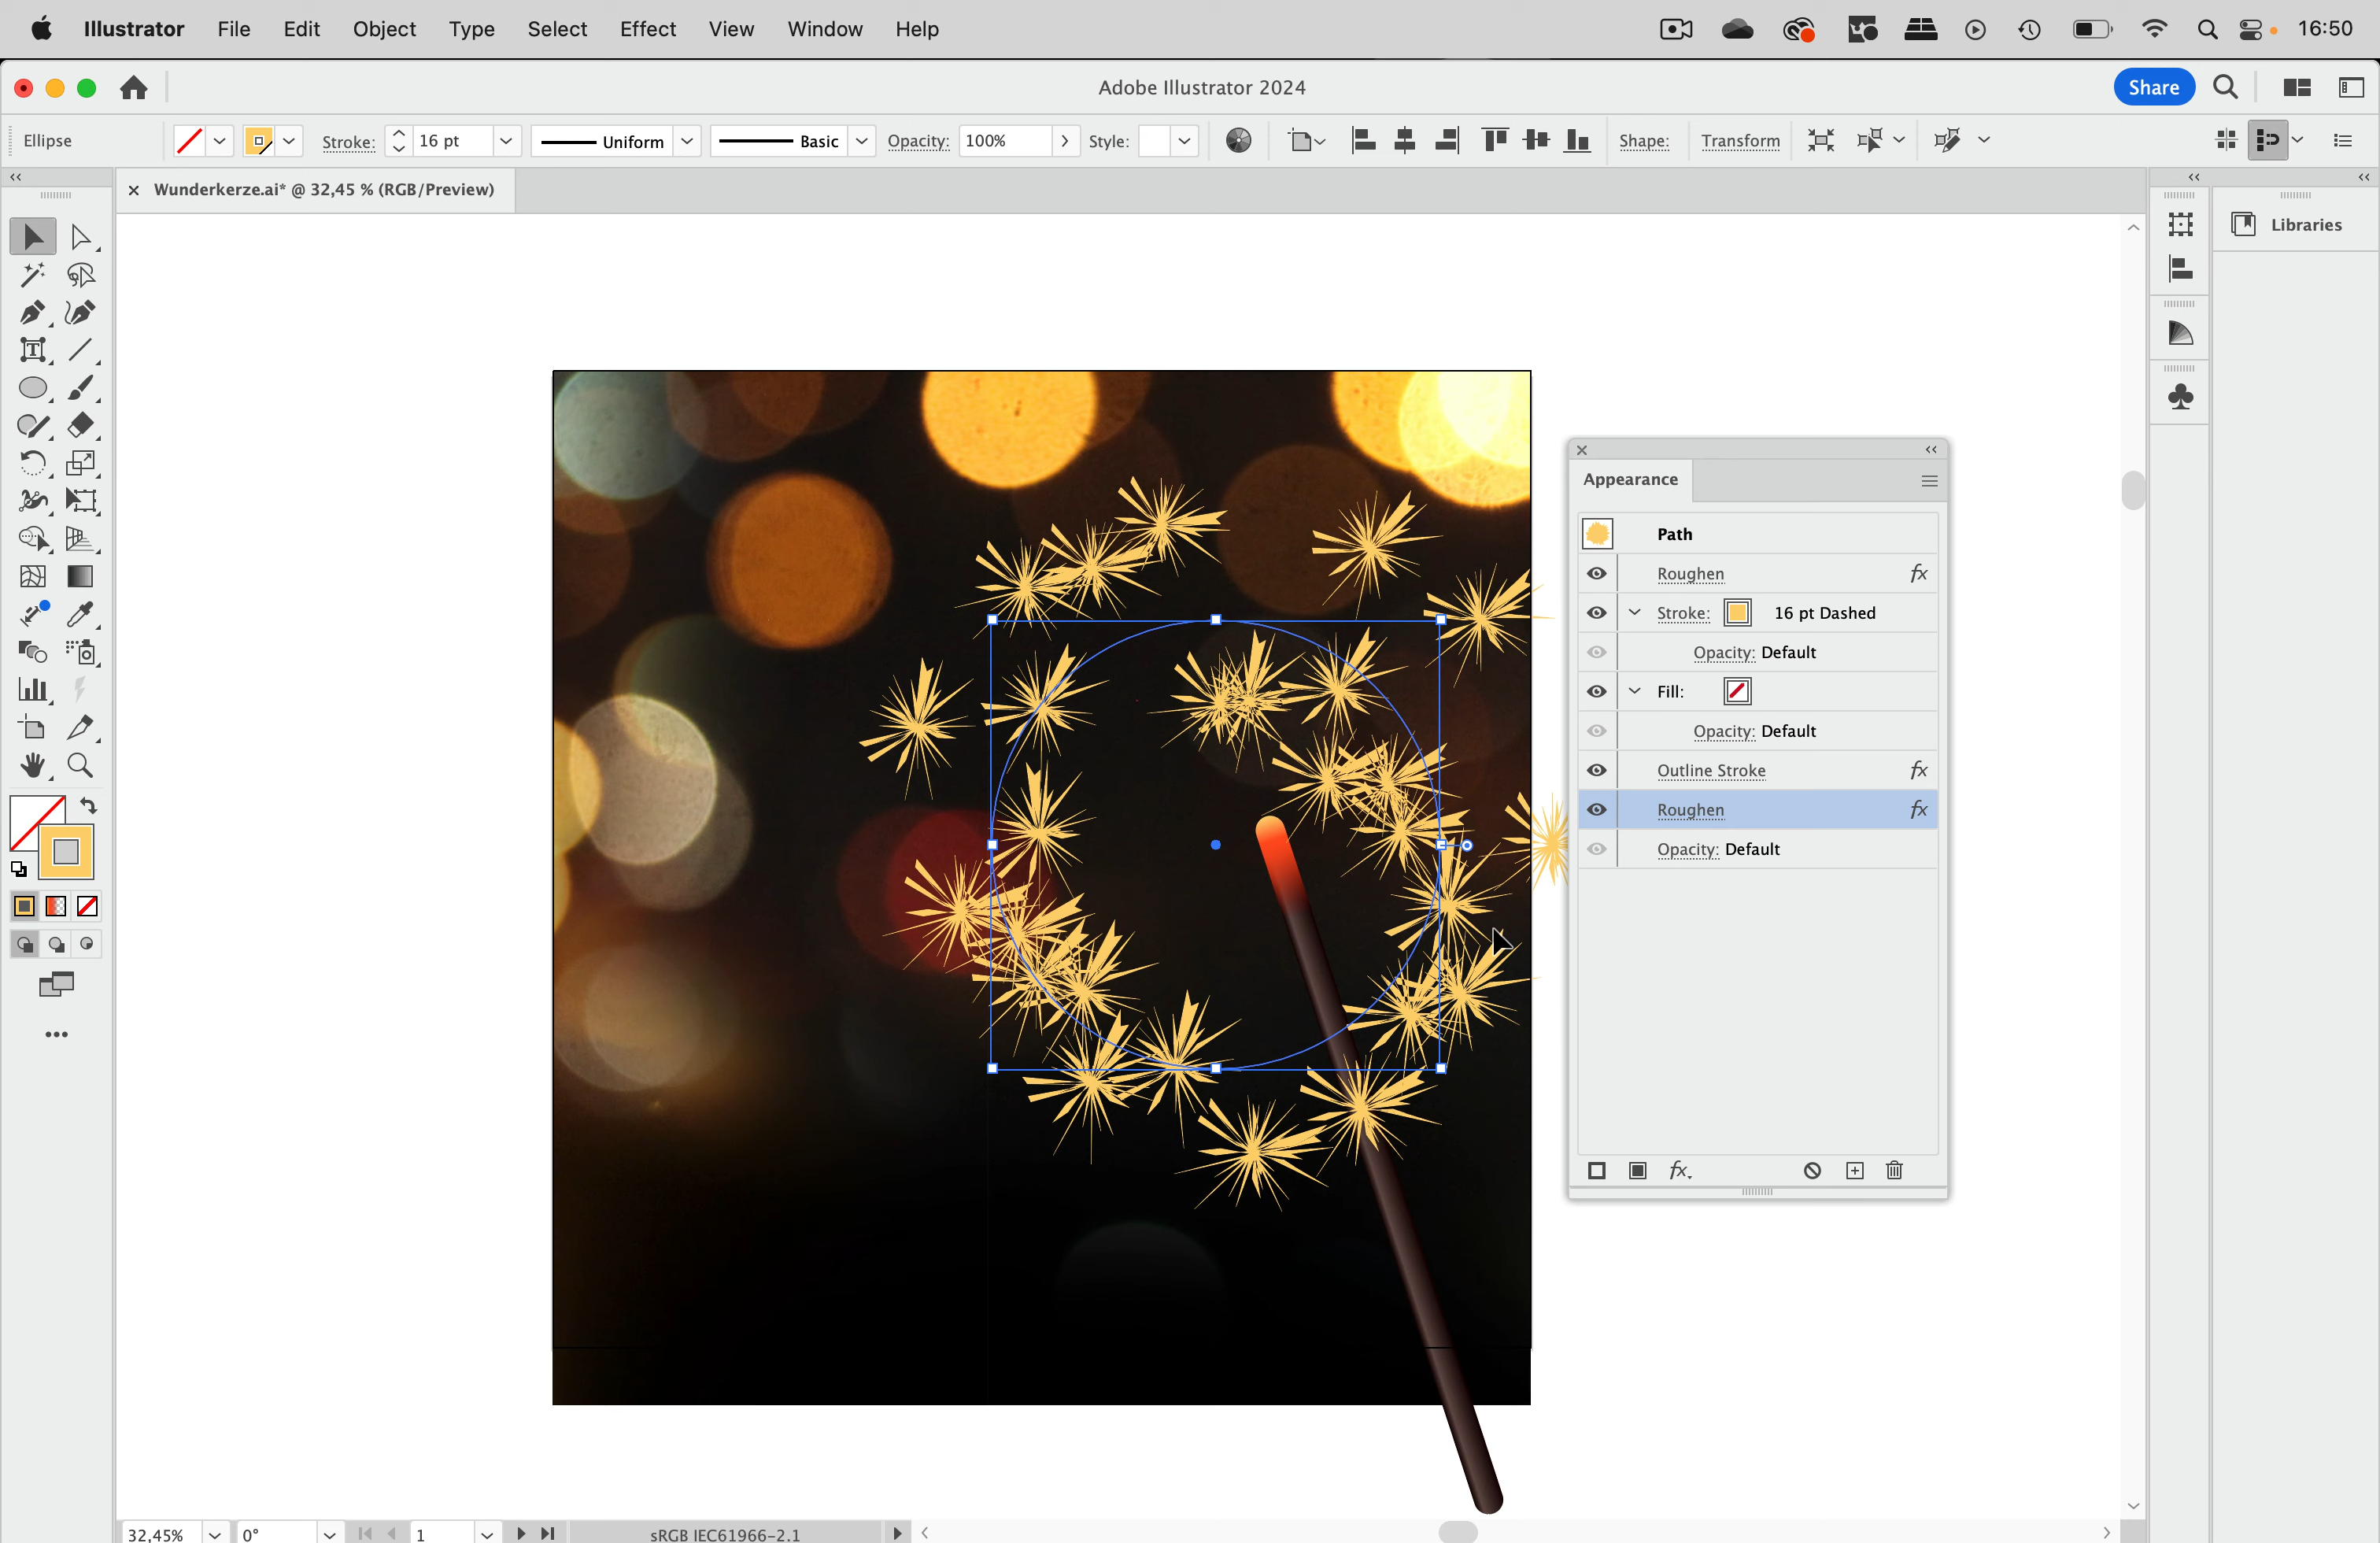 Illustrator File Edit Object Type Select Effect View Window Help 16:50
Adobe Illustrator 2024 Share
Ellipse Stroke: 16 pt Uniform Basic Opacity: 100% Style: Shape: Transform
Wunderkerze.ai* @ 32,45 % (RGB/Preview)
Libraries
Appearance
Path
Roughen fx
Stroke: 16 pt Dashed
Opacity: Default
Fill:
Opacity: Default
Outline Stroke fx
Roughen fx
Opacity: Default
fx
32,45% 0° 1 sRGB IEC61966-2.1